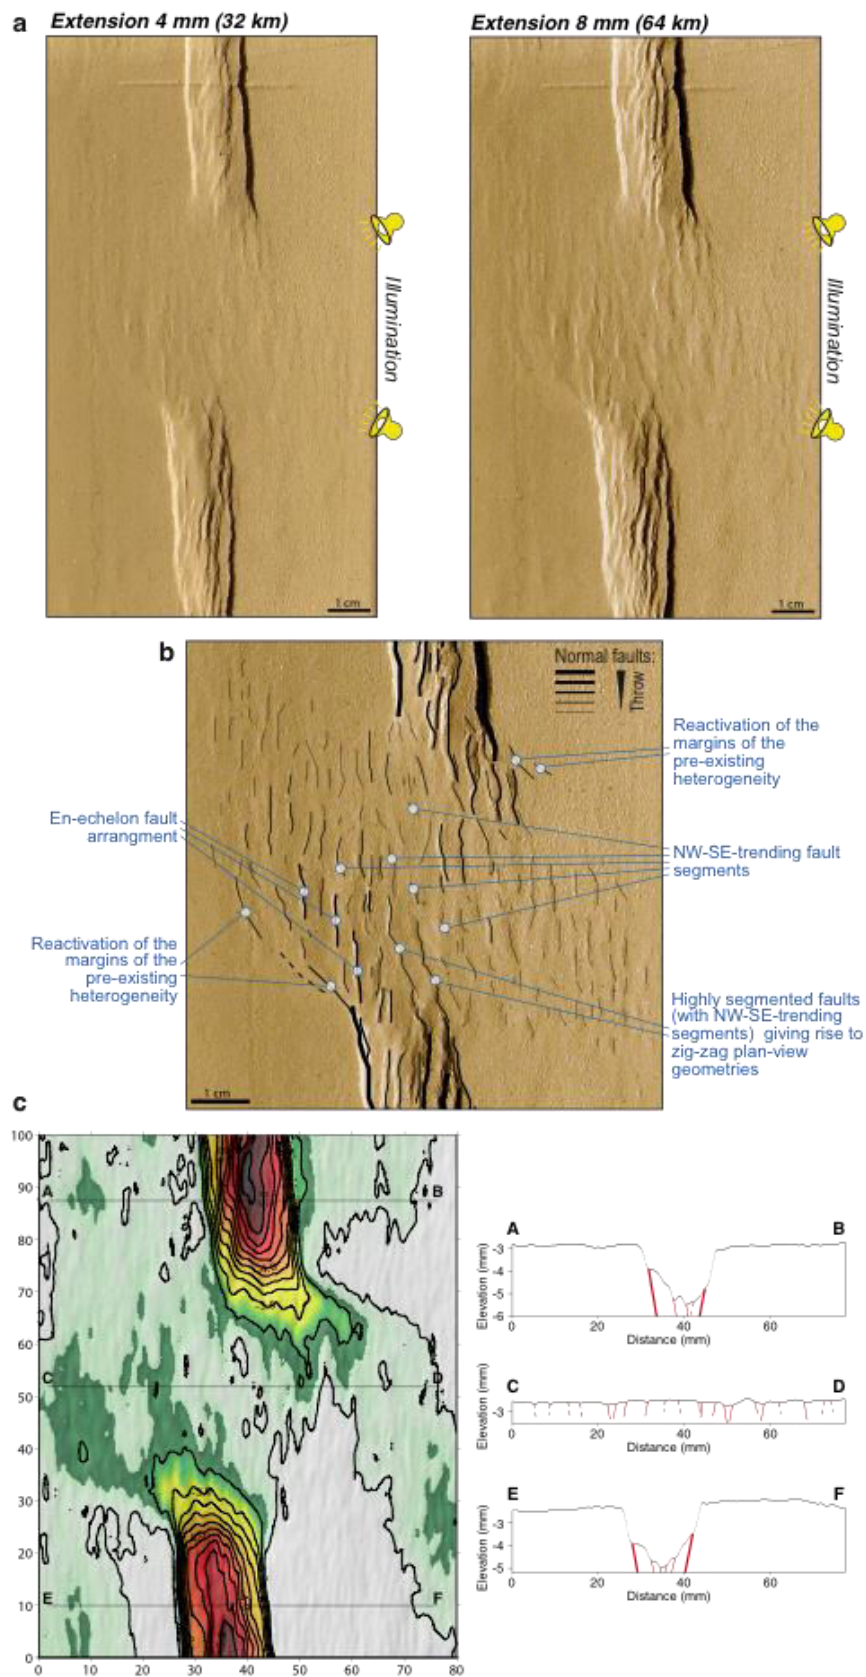 a
Extension 4 mm (32 km)
Extension 8 mm (64 km)
Illumination
Illumination
1 cm
1 cm
b
Normal faults:
Throw
Reactivation of the
margins of the
pre-existing
heterogeneity
En-echelon fault
arrangment
NW-SE-trending fault
segments
Reactivation of the
margins of the
pre-existing
heterogeneity
Highly segmented faults
(with NW-SE-trending
segments) giving rise to
zig-zag plan-view
geometries
1 cm
c
100
90
80
70
60
50
40
30
20
10
0
A
B
C
D
E
F
0 10 20 30 40 50 60 70 80
A
B
Elevation (mm)
-3
-4
-5
-6
0 20 40 60
Distance (mm)
C
D
Elevation (mm)
-3
0 20 40 60
Distance (mm)
E
F
Elevation (mm)
-3
-4
-5
0 20 40 60
Distance (mm)